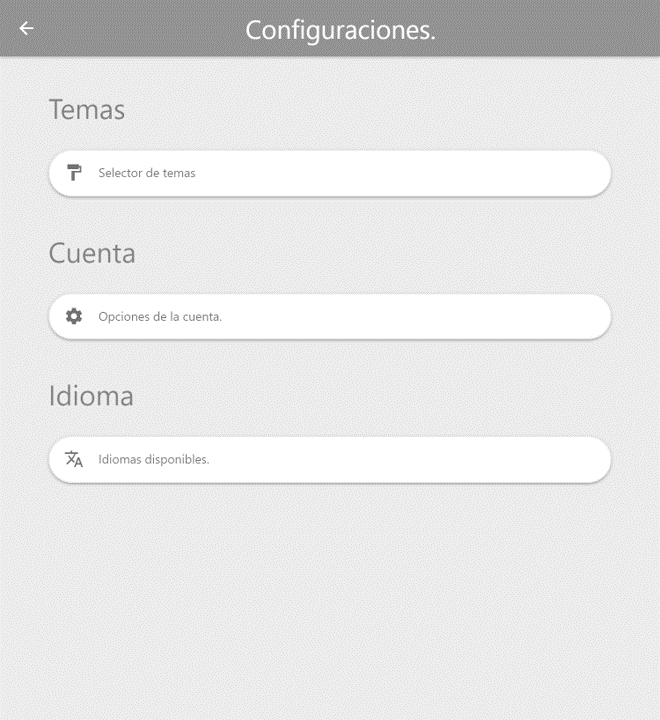 Configuraciones.
Temas
Selector de temas
Cuenta
Opciones de la cuenta.
Idioma
Idiomas disponibles.